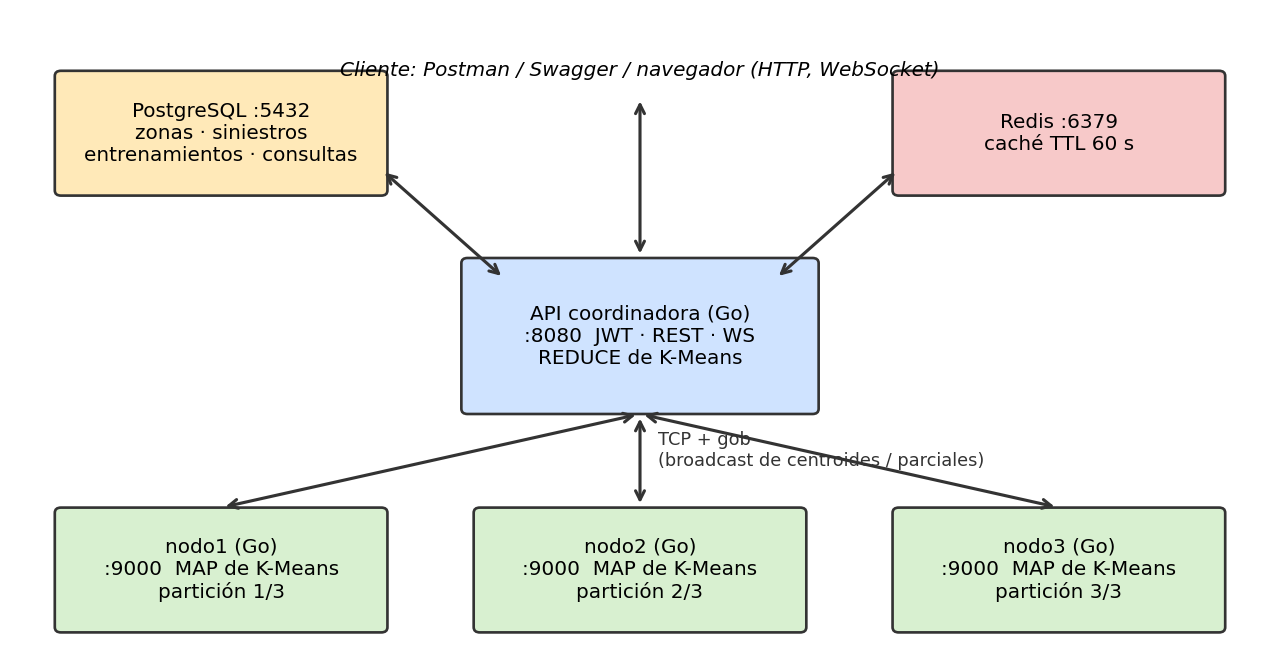 Cliente: Postman / Swagger / navegador (HTTP, WebSocket)
PostgreSQL :5432
zonas · siniestros
entrenamientos · consultas
Redis :6379
caché TTL 60 s
API coordinadora (Go)
:8080  JWT · REST · WS
REDUCE de K-Means
TCP + gob
(broadcast de centroides / parciales)
nodo1 (Go)
:9000  MAP de K-Means
partición 1/3
nodo2 (Go)
:9000  MAP de K-Means
partición 2/3
nodo3 (Go)
:9000  MAP de K-Means
partición 3/3